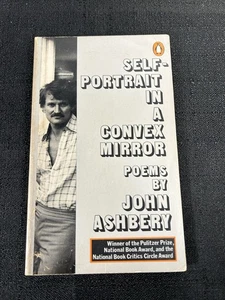 SELF-
PORTRAIT
IN
A
CONVEX
MIRROR
POEMS
BY
JOHN
ASHBERY
Winner of the Pulitzer Prize,
National Book Award, and the
National Book Critics Circle Award